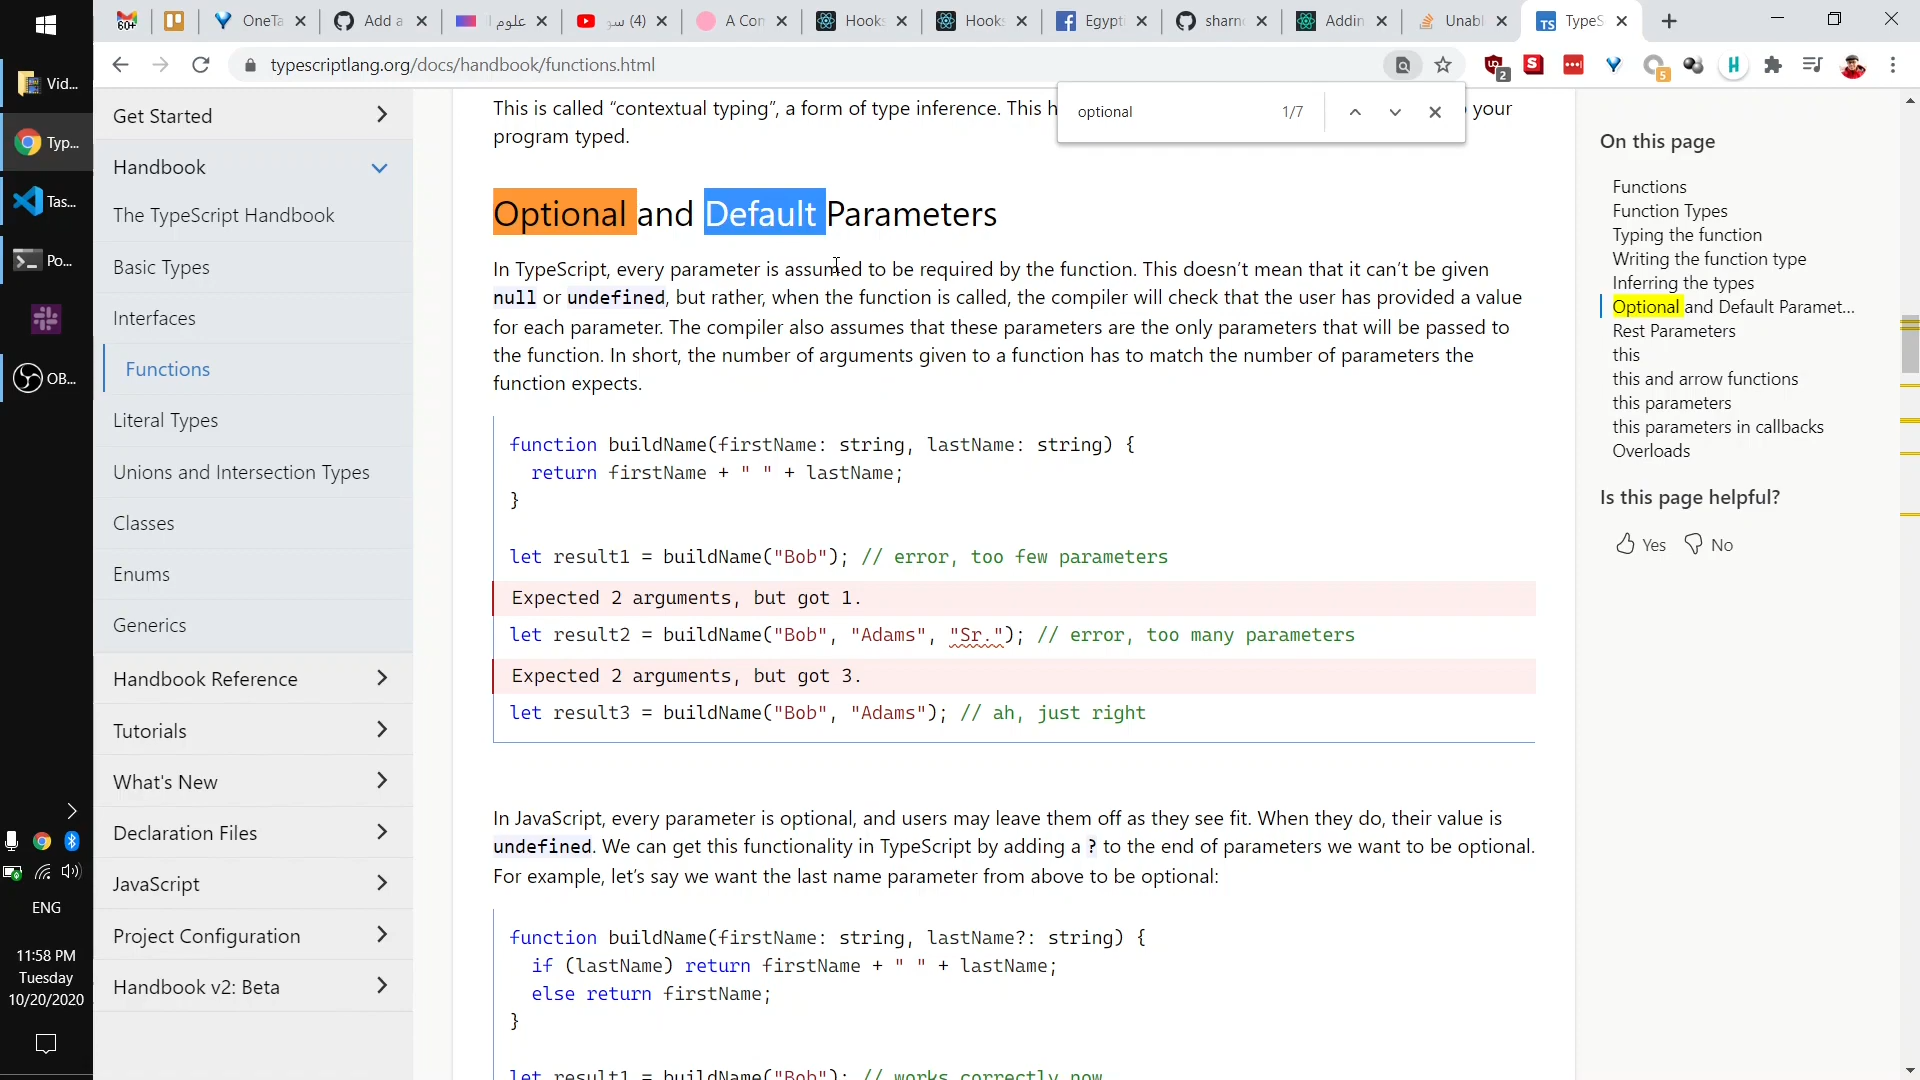 Vid...
Typ...
Tas...
Po...
OB...
ENG
11:58 PM
Tuesday
10/20/2020
OneTa
Add a
علوم ا
(4) سو
A Con
Hooks
Hooks
Egypti
sharn
Addin
Unabl
TypeS
typescriptlang.org/docs/handbook/functions.html
2
5
optional
1/7
Get Started
Handbook
The TypeScript Handbook
Basic Types
Interfaces
Functions
Literal Types
Unions and Intersection Types
Classes
Enums
Generics
Handbook Reference
Tutorials
What's New
Declaration Files
JavaScript
Project Configuration
Handbook v2: Beta
This is called “contextual typing”, a form of type inference. This h
your
program typed.
Optional and Default Parameters
In TypeScript, every parameter is assumed to be required by the function. This doesn’t mean that it can’t be given
null or undefined, but rather, when the function is called, the compiler will check that the user has provided a value
for each parameter. The compiler also assumes that these parameters are the only parameters that will be passed to
the function. In short, the number of arguments given to a function has to match the number of parameters the
function expects.
function buildName(firstName: string, lastName: string) {
return firstName + " " + lastName;
}
let result1 = buildName("Bob"); // error, too few parameters
Expected 2 arguments, but got 1.
let result2 = buildName("Bob", "Adams", "Sr."); // error, too many parameters
Expected 2 arguments, but got 3.
let result3 = buildName("Bob", "Adams"); // ah, just right
In JavaScript, every parameter is optional, and users may leave them off as they see fit. When they do, their value is
undefined. We can get this functionality in TypeScript by adding a ? to the end of parameters we want to be optional.
For example, let’s say we want the last name parameter from above to be optional:
function buildName(firstName: string, lastName?: string) {
if (lastName) return firstName + " " + lastName;
else return firstName;
}
let result1 = buildName("Bob"); // works correctly now
On this page
Functions
Function Types
Typing the function
Writing the function type
Inferring the types
Optional and Default Paramet...
Rest Parameters
this
this and arrow functions
this parameters
this parameters in callbacks
Overloads
Is this page helpful?
Yes
No